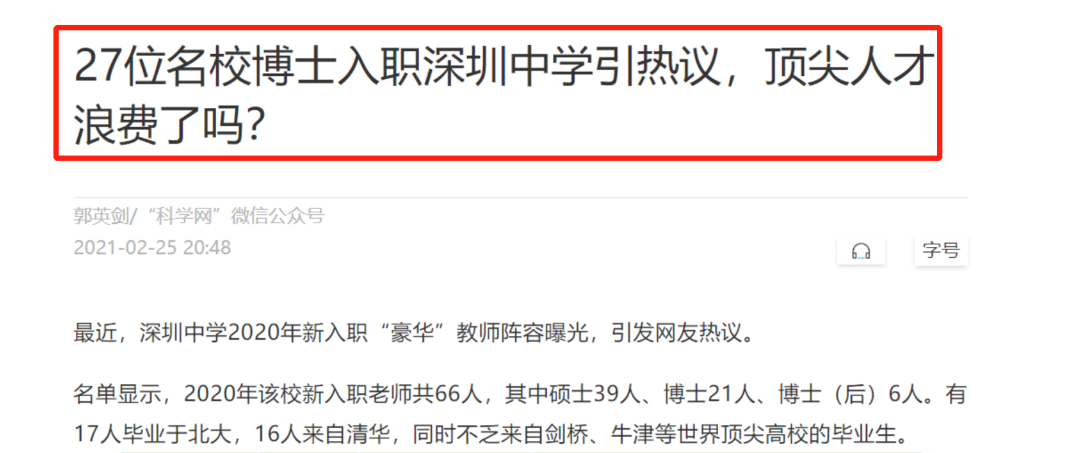 27位名校博士入职深圳中学引热议，顶尖人才
浪费了吗？
郭英剑/“科学网”微信公众号
2021-02-25 20:48
字号
最近，深圳中学2020年新入职“豪华”教师阵容曝光，引发网友热议。
名单显示，2020年该校新入职老师共66人，其中硕士39人、博士21人、博士（后）6人。有
17人毕业于北大，16人来自清华，同时不乏来自剑桥、牛津等世界顶尖高校的毕业生。